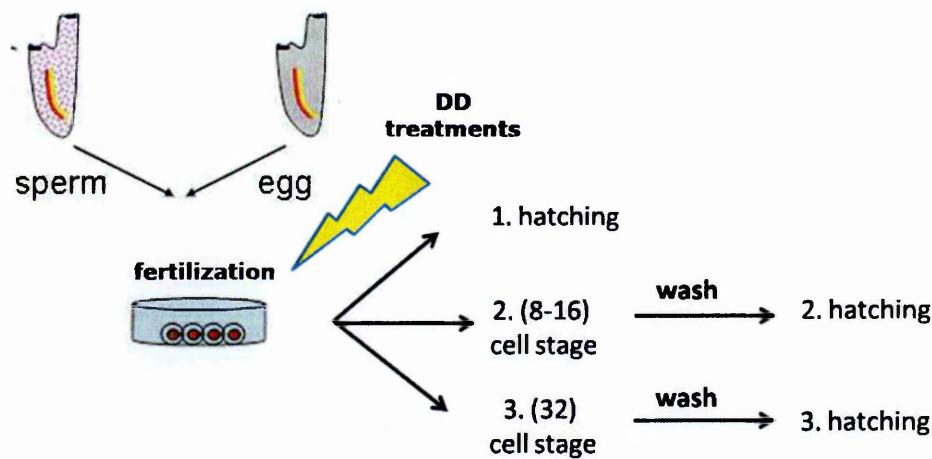 sperm
egg
DD
treatments
fertilization
1. hatching
2. (8-16)
cell stage
wash
2. hatching
3. (32)
cell stage
wash
3. hatching